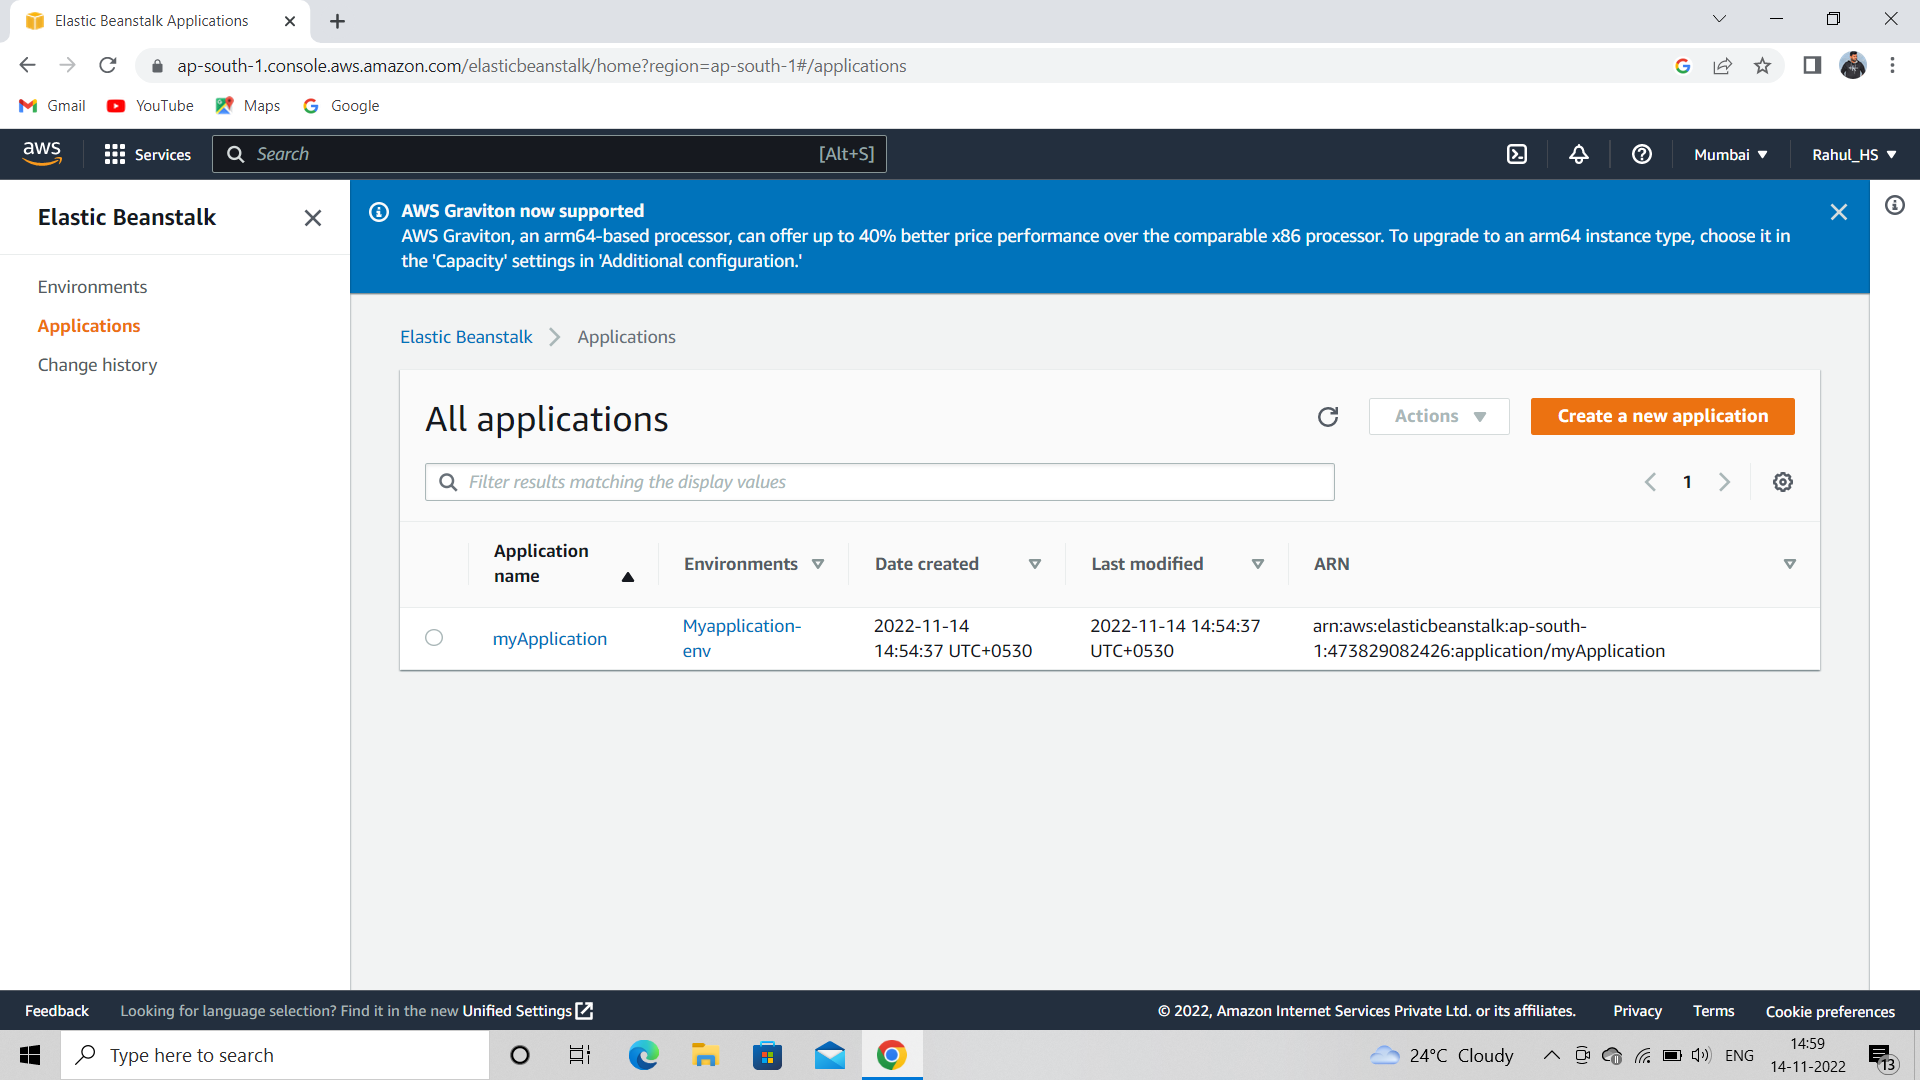 Elastic Beanstalk Applications
ap-south-1.console.aws.amazon.com/elasticbeanstalk/home?region=ap-south-1#/applications
Gmail YouTube Maps Google
aws Services Search [Alt+S] Mumbai Rahul_HS
Elastic Beanstalk
Environments
Applications
Change history
AWS Graviton now supported
AWS Graviton, an arm64-based processor, can offer up to 40% better price performance over the comparable x86 processor. To upgrade to an arm64 instance type, choose it in
the 'Capacity' settings in 'Additional configuration.'
Elastic Beanstalk Applications
All applications
Actions Create a new application
Filter results matching the display values
1
Application
name
Environments
Date created
Last modified
ARN
myApplication
Myapplication-
env
2022-11-14
14:54:37 UTC+0530
2022-11-14 14:54:37
UTC+0530
arn:aws:elasticbeanstalk:ap-south-
1:473829082426:application/myApplication
Feedback Looking for language selection? Find it in the new Unified Settings © 2022, Amazon Internet Services Private Ltd. or its affiliates. Privacy Terms Cookie preferences
Type here to search
24°C Cloudy
ENG
14:59
14-11-2022
13